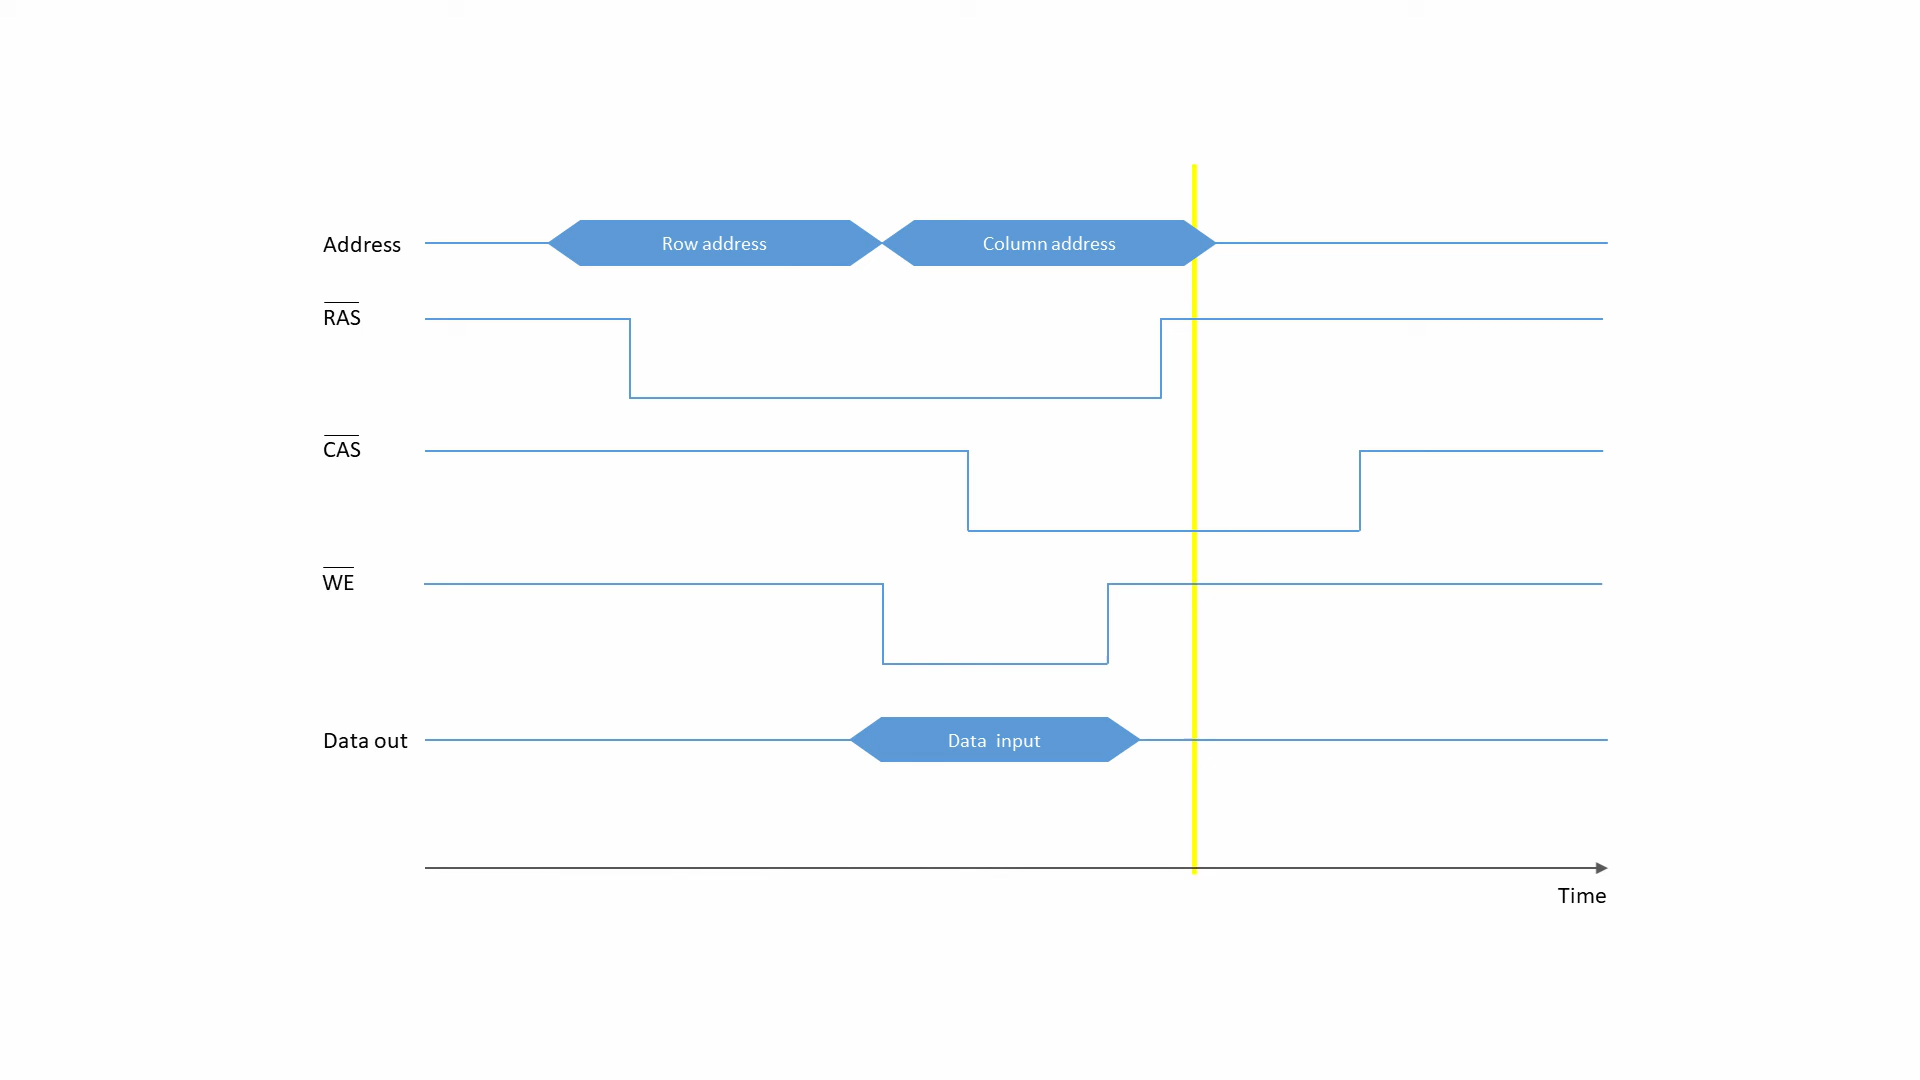 Address
Row address
Column address
RAS
CAS
WE
Data out
Data input
Time